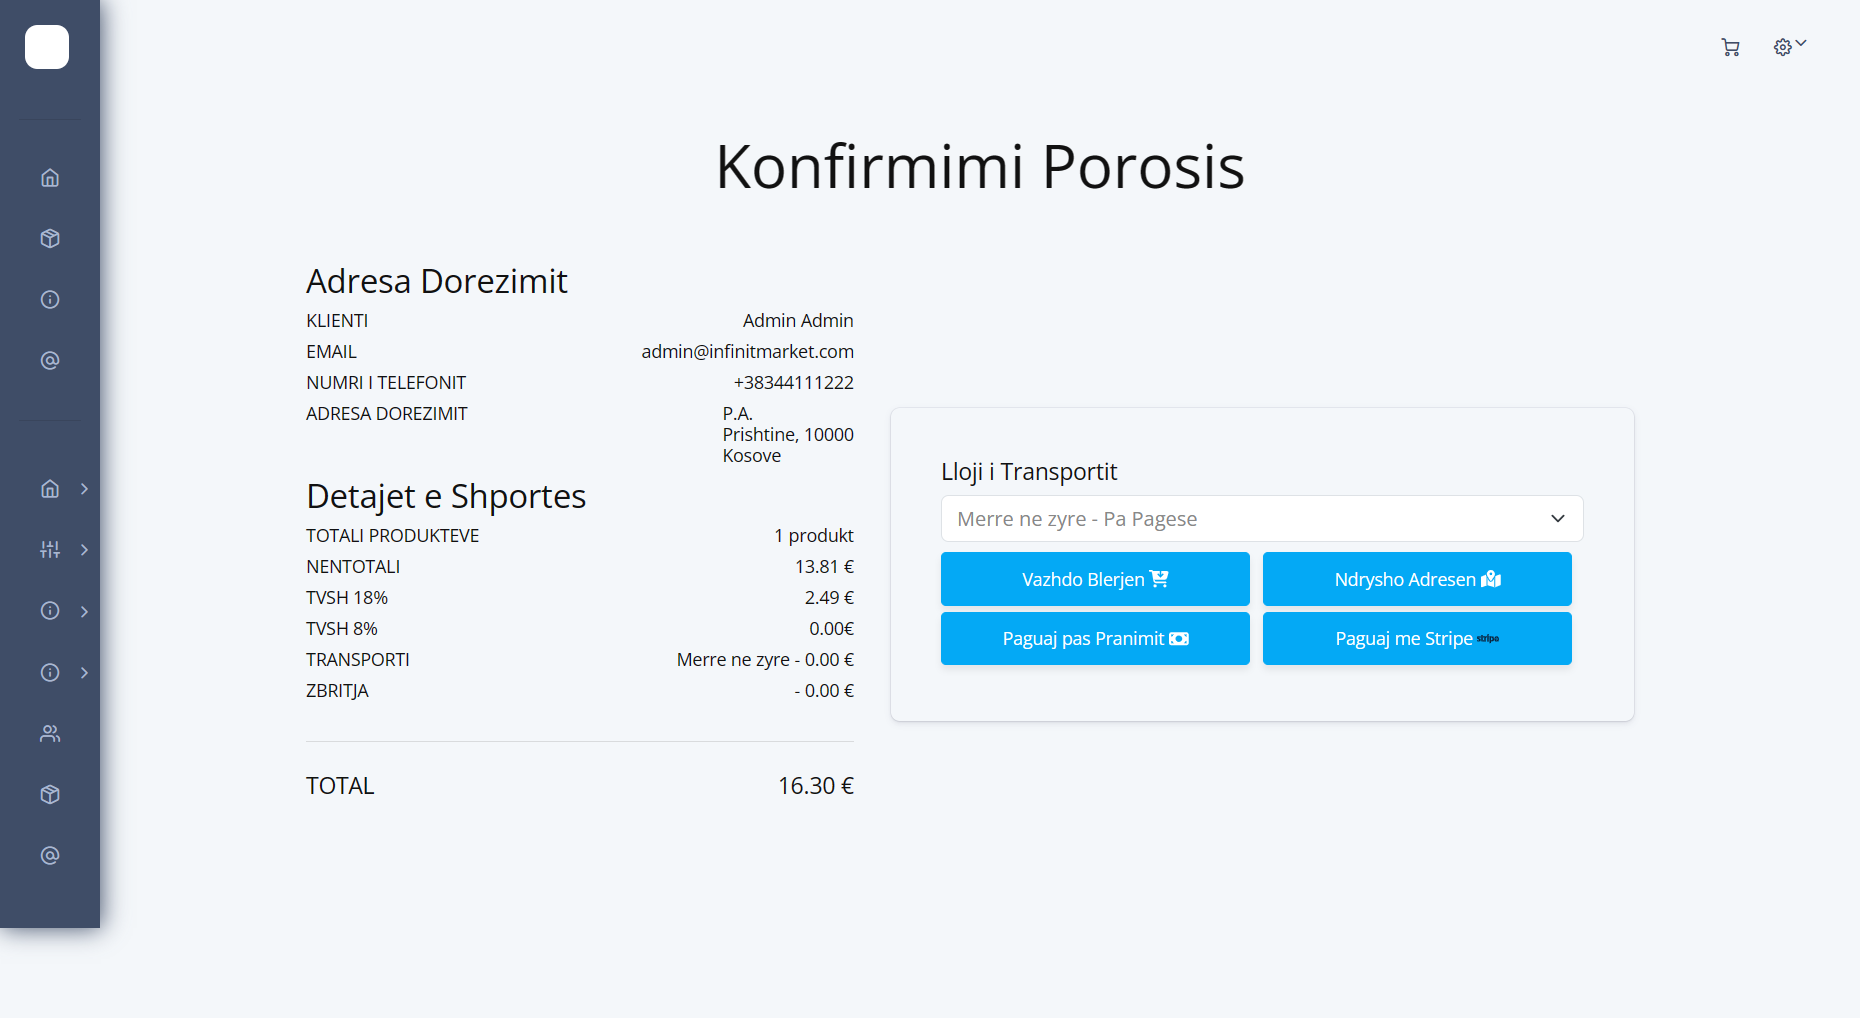 Konfirmimi Porosis
Adresa Dorezimit
KLIENTI Admin Admin
EMAIL admin@infinitmarket.com
NUMRI I TELEFONIT +38344111222
ADRESA DOREZIMIT P.A.
Prishtine, 10000
Kosove
Detajet e Shportes
TOTALI PRODUKTEVE 1 produkt
NENTOTALI 13.81 €
TVSH 18% 2.49 €
TVSH 8% 0.00€
TRANSPORTI Merre ne zyre - 0.00 €
ZBRITJA - 0.00 €
TOTAL 16.30 €
Lloji i Transportit
Merre ne zyre - Pa Pagese
Vazhdo Blerjen
Ndrysho Adresen
Paguaj pas Pranimit
Paguaj me Stripe stripe